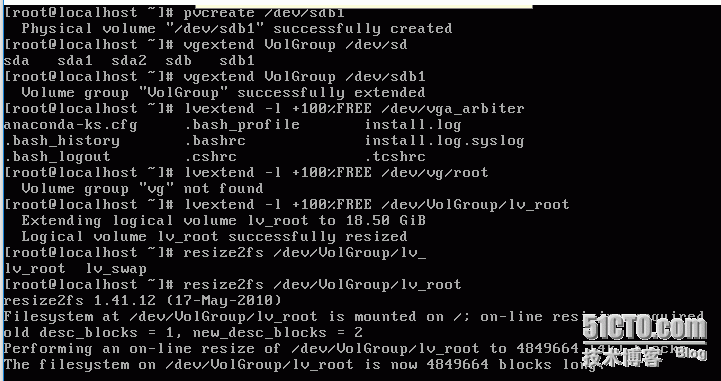 [root@localhost ~]# pvcreate /dev/sdb1
  Physical volume "/dev/sdb1" successfully created
[root@localhost ~]# vgextend VolGroup /dev/sd
sda   sda1  sda2  sdb   sdb1
[root@localhost ~]# vgextend VolGroup /dev/sdb1
  Volume group "VolGroup" successfully extended
[root@localhost ~]# lvextend -l +100%FREE /dev/vga_arbiter
anaconda-ks.cfg     .bash_profile       install.log
.bash_history       .bashrc             install.log.syslog
.bash_logout        .cshrc              .tcshrc
[root@localhost ~]# lvextend -l +100%FREE /dev/vg/root
  Volume group "vg" not found
[root@localhost ~]# lvextend -l +100%FREE /dev/VolGroup/lv_root
  Extending logical volume lv_root to 18.50 GiB
  Logical volume lv_root successfully resized
[root@localhost ~]# resize2fs /dev/VolGroup/lv_
lv_root  lv_swap
[root@localhost ~]# resize2fs /dev/VolGroup/lv_root
resize2fs 1.41.12 (17-May-2010)
Filesystem at /dev/VolGroup/lv_root is mounted on /; on-line resizing required
old desc_blocks = 1, new_desc_blocks = 2
Performing an on-line resize of /dev/VolGroup/lv_root to 4849664 (4k) blocks.
The filesystem on /dev/VolGroup/lv_root is now 4849664 blocks long.
51CTO.com
技术博客 Blog